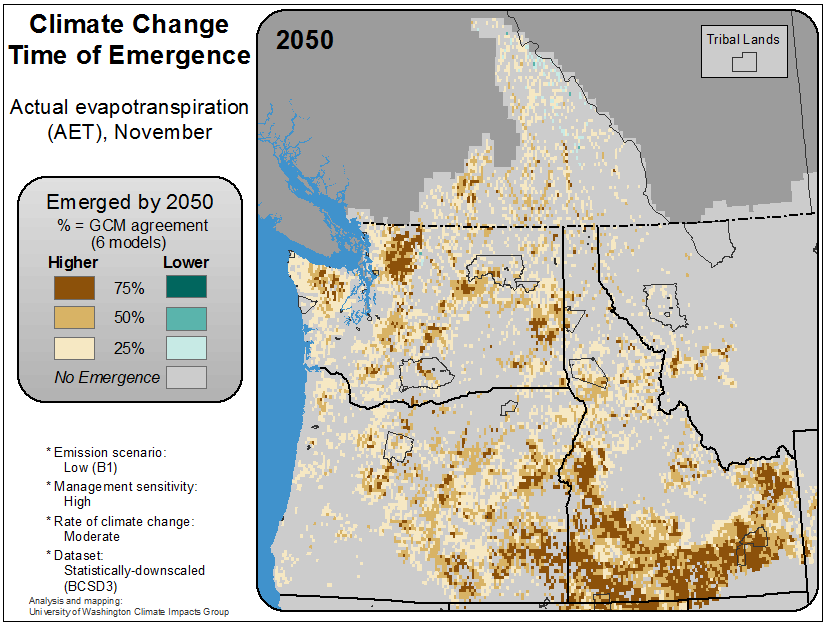 Climate Change
Time of Emergence
Actual evapotranspiration
(AET), November
Emerged by 2050
% = GCM agreement
(6 models)
Higher Lower
75%
50%
25%
No Emergence
* Emission scenario:
Low (B1)
* Management sensitivity:
High
* Rate of climate change:
Moderate
* Dataset:
Statistically-downscaled
(BCSD3)
Analysis and mapping:
University of Washington Climate Impacts Group
2050
Tribal Lands